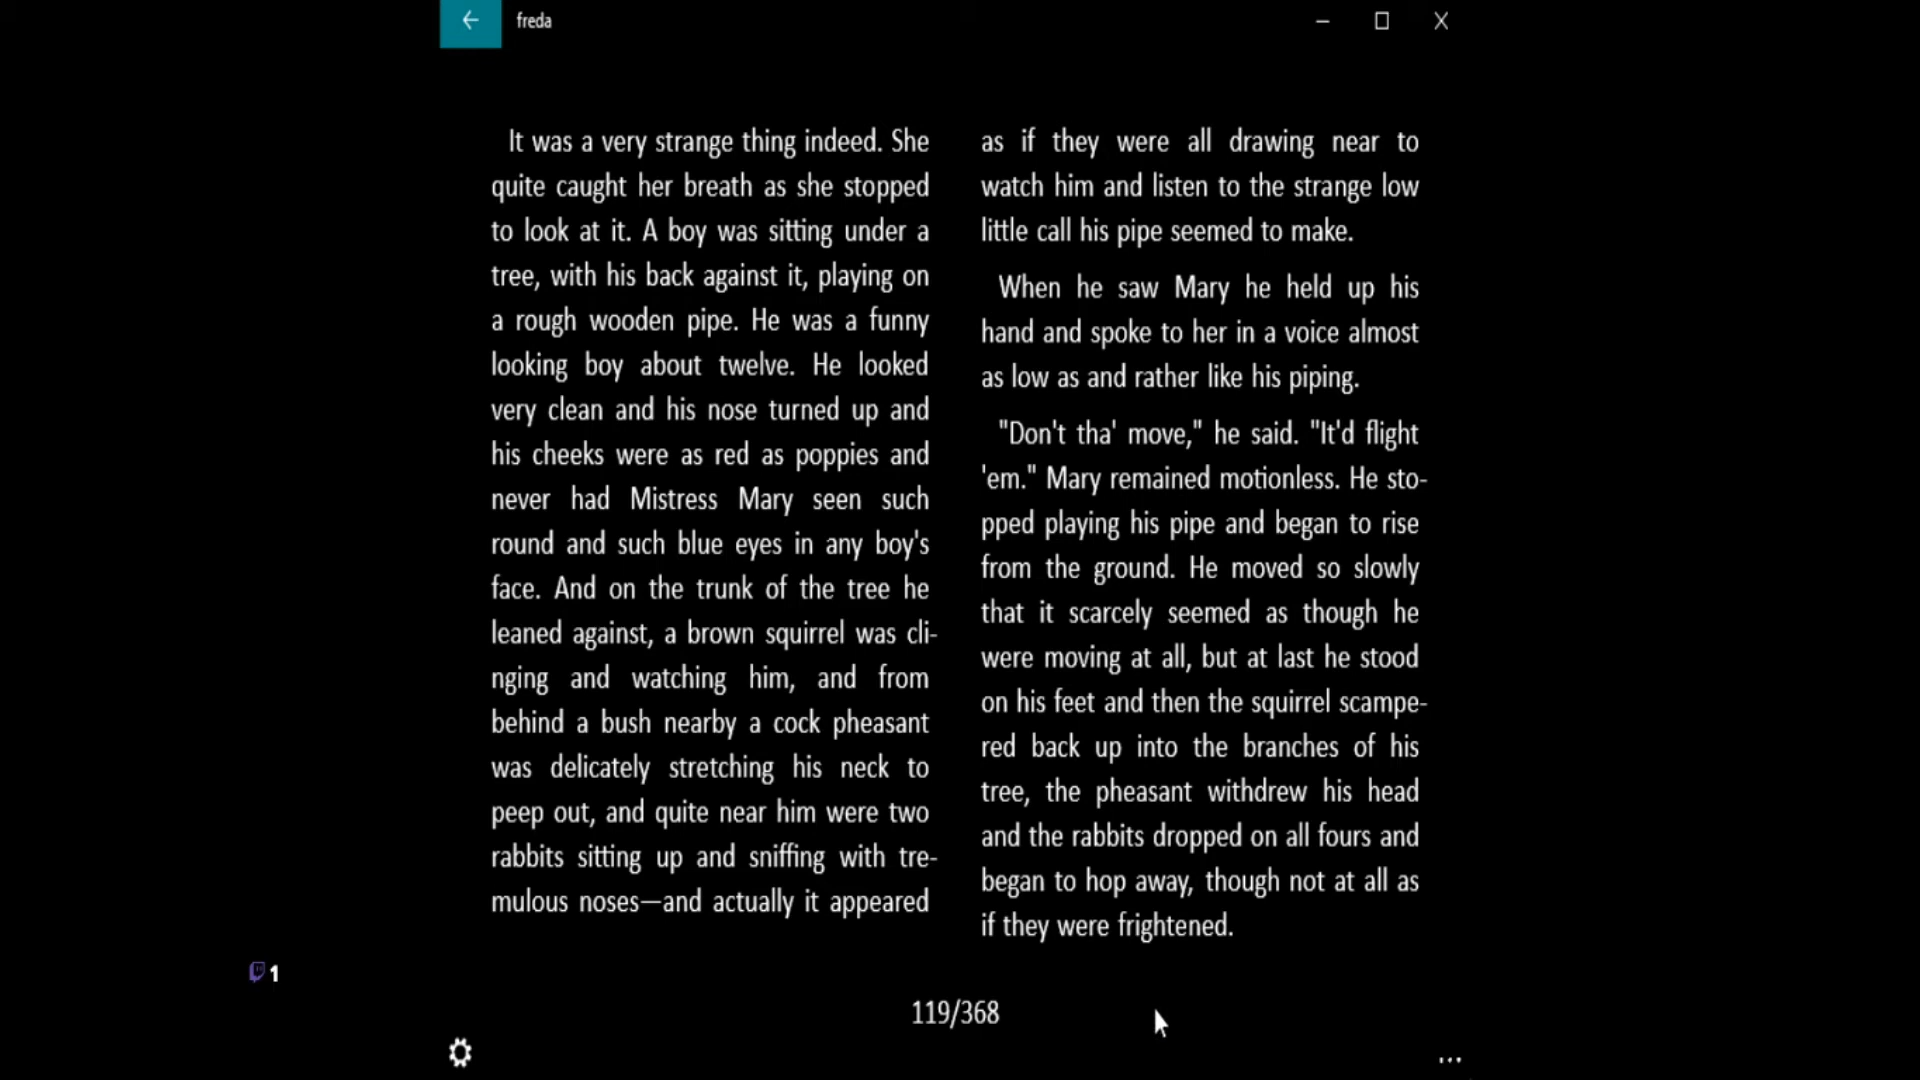 freda
It was a very strange thing indeed. She
quite caught her breath as she stopped
to look at it. A boy was sitting under a
tree, with his back against it, playing on
a rough wooden pipe. He was a funny
looking boy about twelve. He looked
very clean and his nose turned up and
his cheeks were as red as poppies and
never had Mistress Mary seen such
round and such blue eyes in any boy's
face. And on the trunk of the tree he
leaned against, a brown squirrel was cli-
nging and watching him, and from
behind a bush nearby a cock pheasant
was delicately stretching his neck to
peep out, and quite near him were two
rabbits sitting up and sniffing with tre-
mulous noses—and actually it appeared
as if they were all drawing near to
watch him and listen to the strange low
little call his pipe seemed to make.
When he saw Mary he held up his
hand and spoke to her in a voice almost
as low as and rather like his piping.
"Don't tha' move," he said. "It'd flight
'em." Mary remained motionless. He sto-
pped playing his pipe and began to rise
from the ground. He moved so slowly
that it scarcely seemed as though he
were moving at all, but at last he stood
on his feet and then the squirrel scampe-
red back up into the branches of his
tree, the pheasant withdrew his head
and the rabbits dropped on all fours and
began to hop away, though not at all as
if they were frightened.
1
119/368